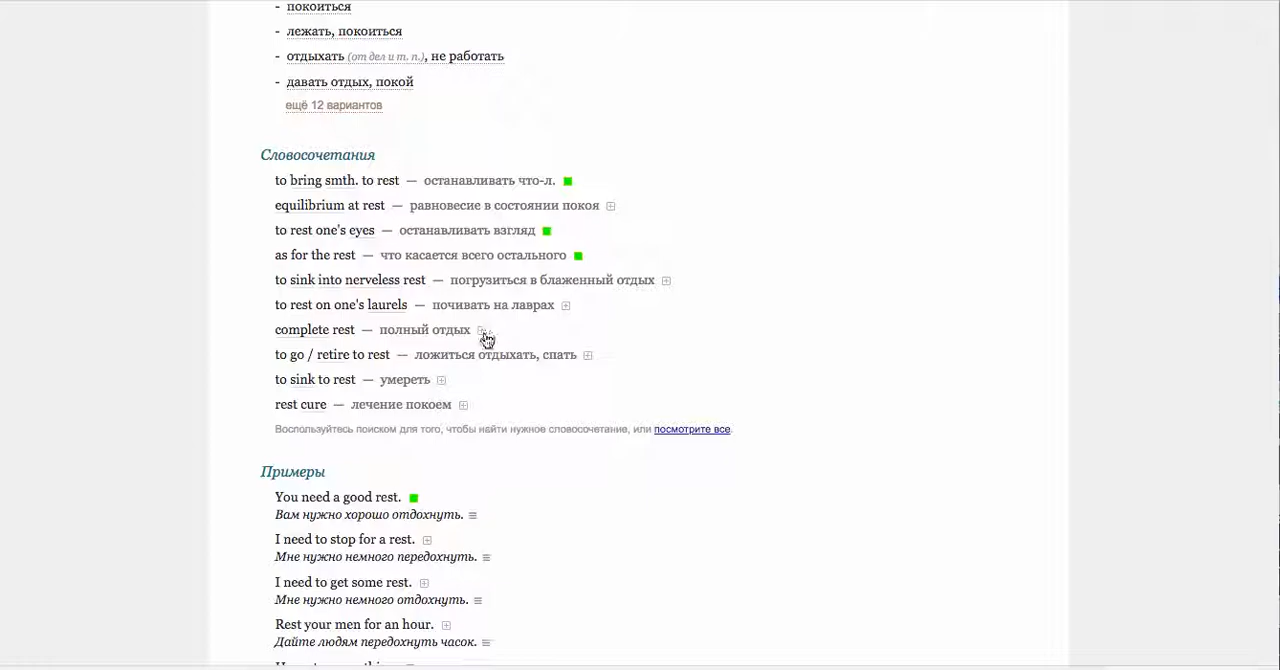 - покоиться
- лежать, покоиться
- отдыхать (от дел и т. п.), не работать
- давать отдых, покой
ещё 12 вариантов
Словосочетания
to bring smth. to rest — останавливать что-л.
equilibrium at rest — равновесие в состоянии покоя
to rest one's eyes — останавливать взгляд
as for the rest — что касается всего остального
to sink into nerveless rest — погрузиться в блаженный отдых
to rest on one's laurels — почивать на лаврах
complete rest — полный отдых
to go / retire to rest — ложиться отдыхать, спать
to sink to rest — умереть
rest cure — лечение покоем
Воспользуйтесь поиском для того, чтобы найти нужное словосочетание, или посмотрите все.
Примеры
You need a good rest.
Вам нужно хорошо отдохнуть.
I need to stop for a rest.
Мне нужно немного передохнуть.
I need to get some rest.
Мне нужно немного отдохнуть.
Rest your men for an hour.
Дайте людям передохнуть часок.